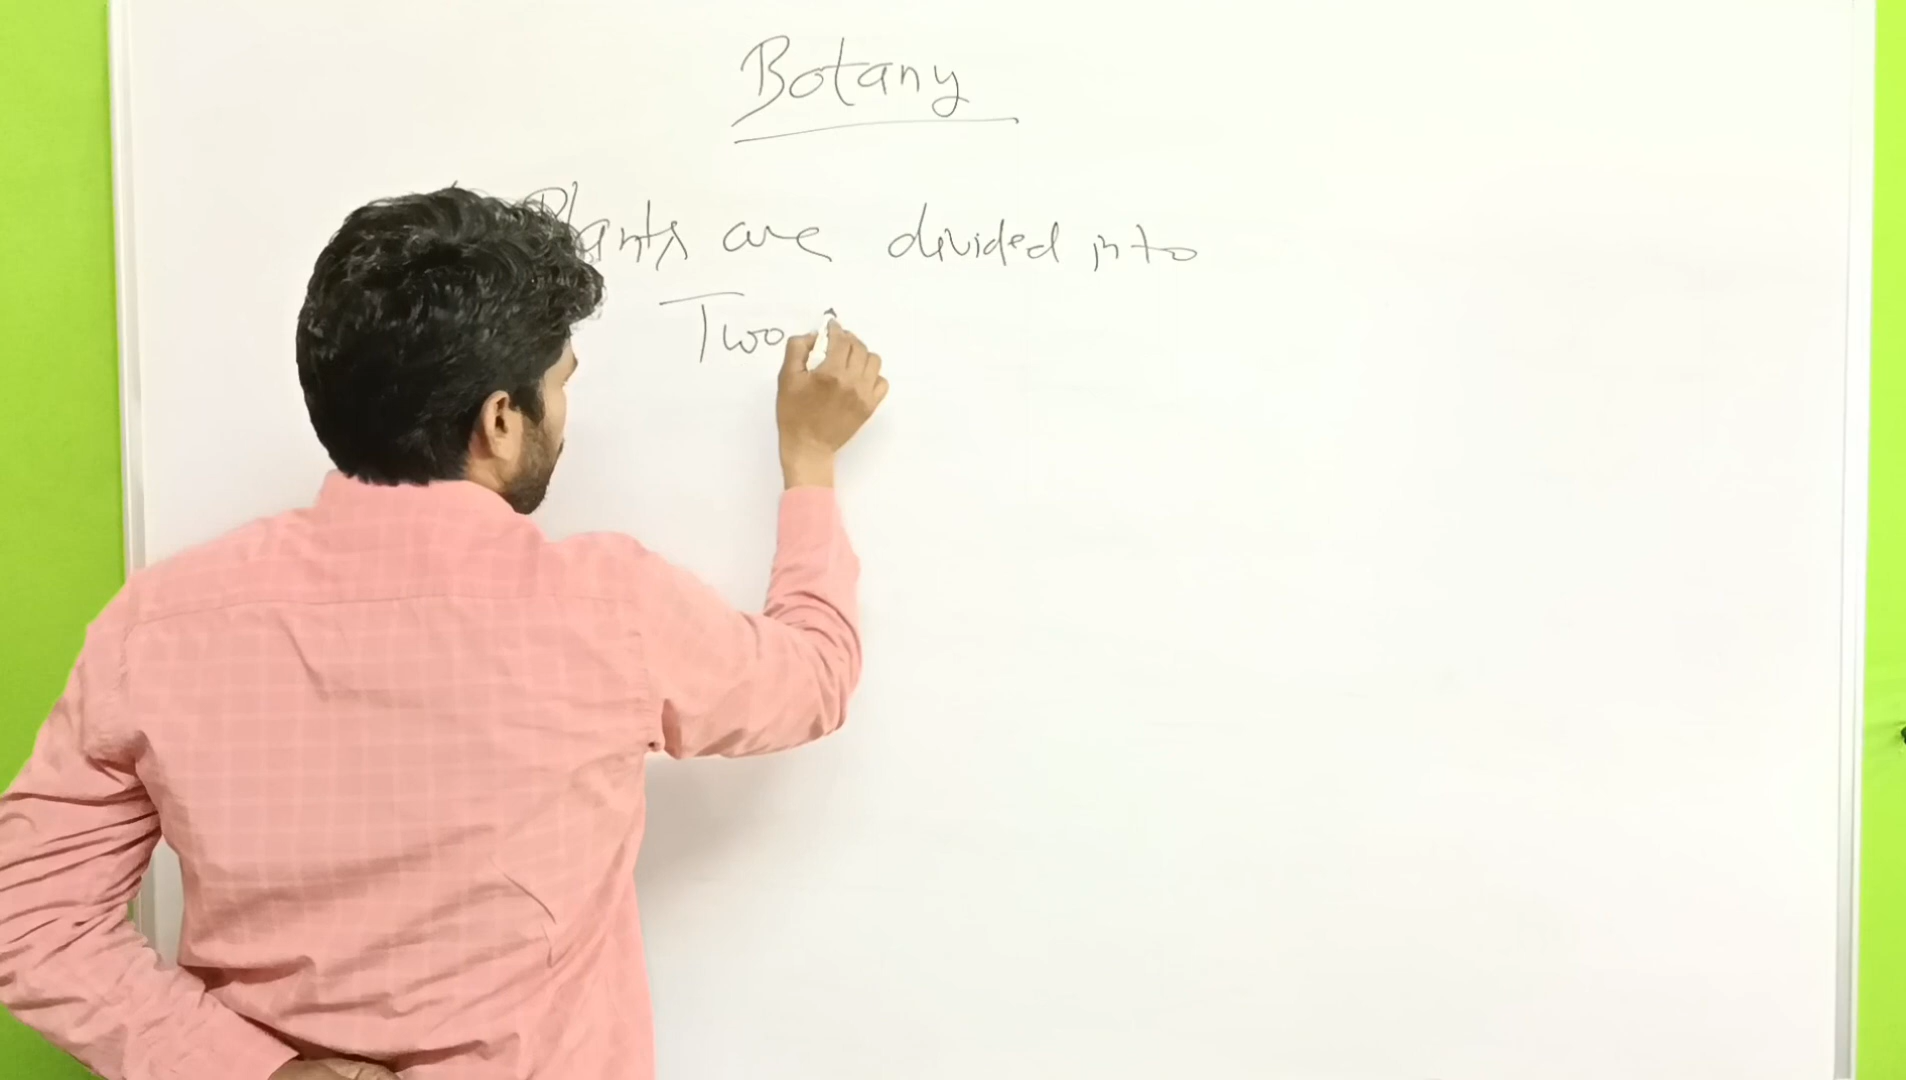 Botany
Plants are divided into
Two